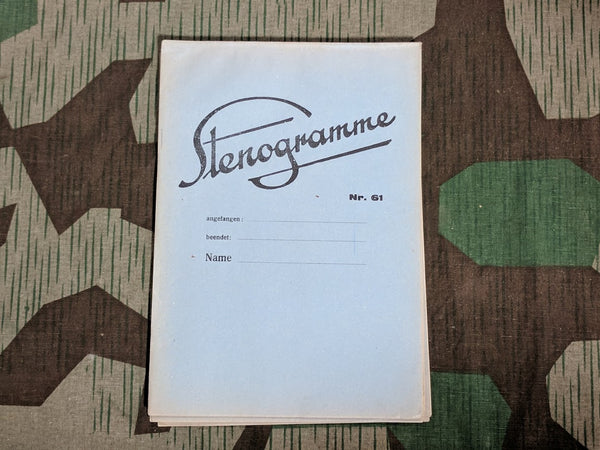 Stenogramme
Nr. 61
angefangen:
beendet:
Name